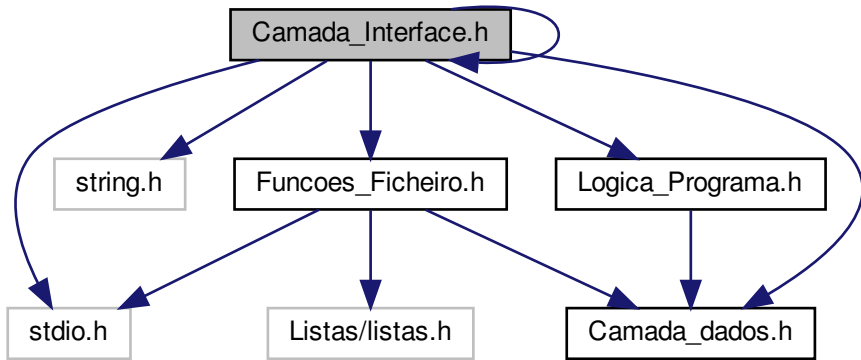 Camada_Interface.h
string.h
Funcoes_Ficheiro.h
Logica_Programa.h
stdio.h
Listas/listas.h
Camada_dados.h